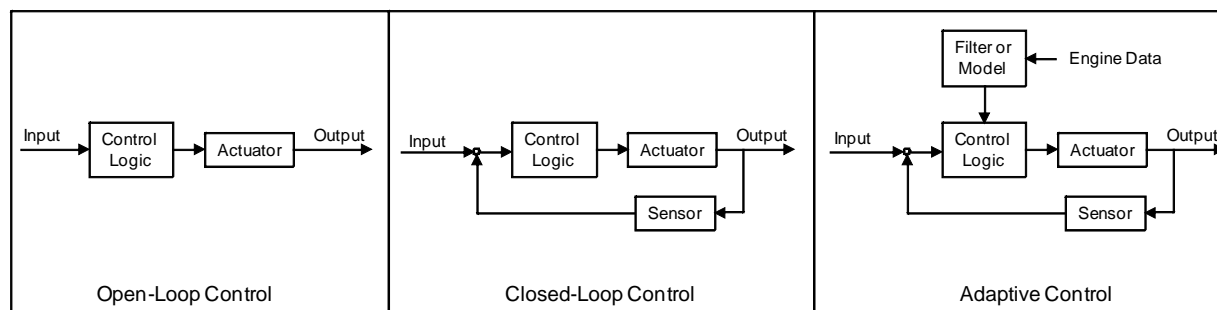 Input
Control
Logic
Actuator
Output
Open-Loop Control
Input
Control
Logic
Actuator
Output
Sensor
Closed-Loop Control
Filter or
Model
Engine Data
Input
Control
Logic
Actuator
Output
Sensor
Adaptive Control